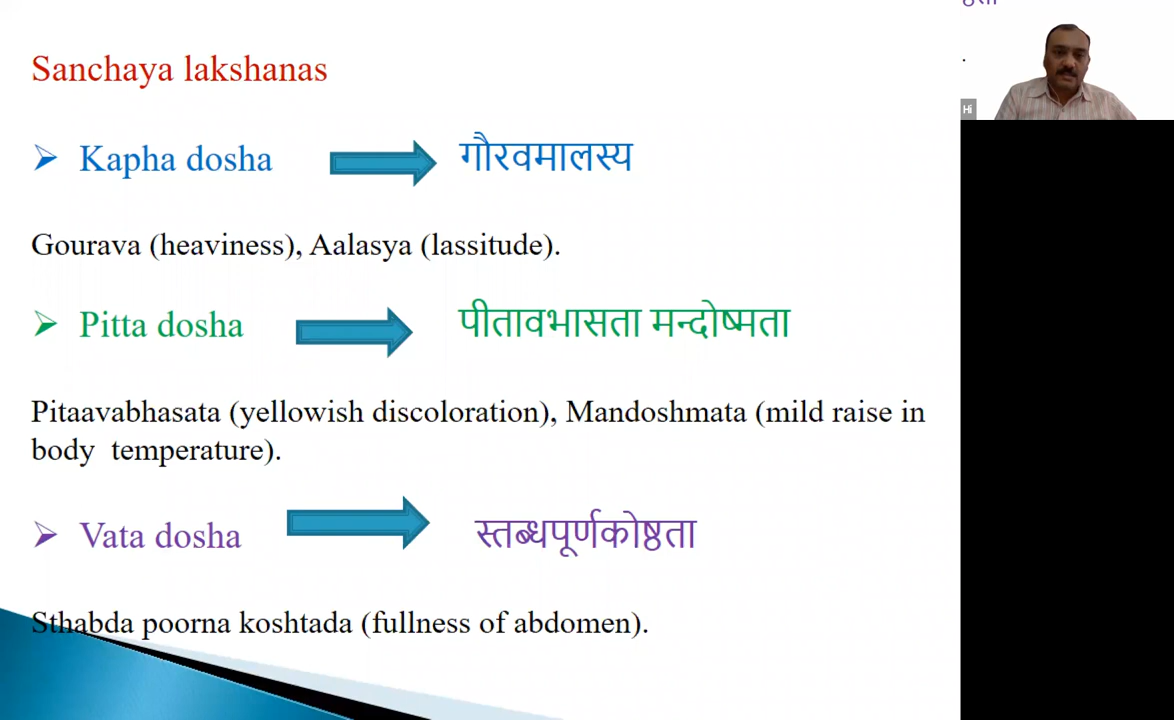 Sanchaya lakshanas
Kapha dosha गौरवमालस्य
Gourava (heaviness), Aalasya (lassitude).
Pitta dosha पीतावभासता मन्दोष्मता
Pitaavabhasata (yellowish discoloration), Mandoshmata (mild raise in
body temperature).
Vata dosha स्तब्धपूर्णकोष्ठता
Sthabda poorna koshtada (fullness of abdomen).
Hi